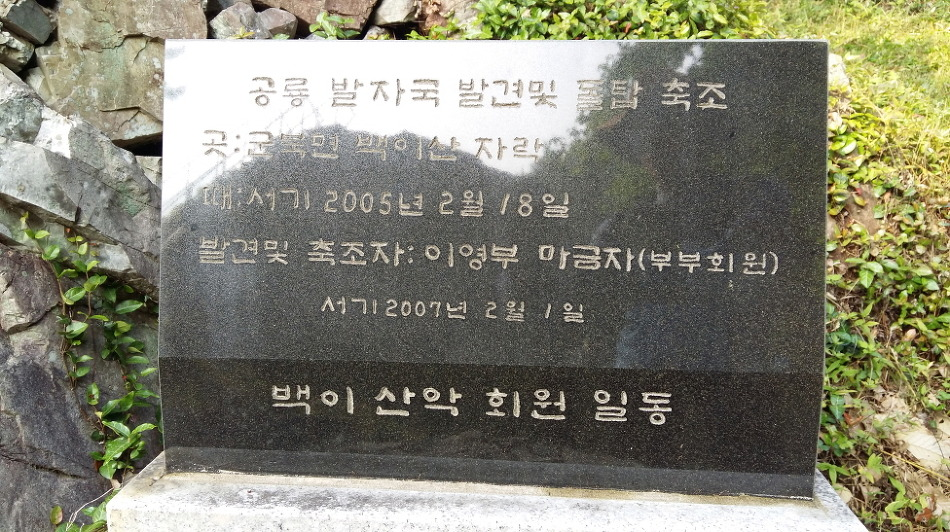 공룡 발자국 발견및 돌탑 축조
곳:군북면 백이산 자락
때:서기 2005년 2월 18일
발견및 축조자:이영부 마금자(부부회원)
서기2007년 2월 1일
백이 산악 회원 일동